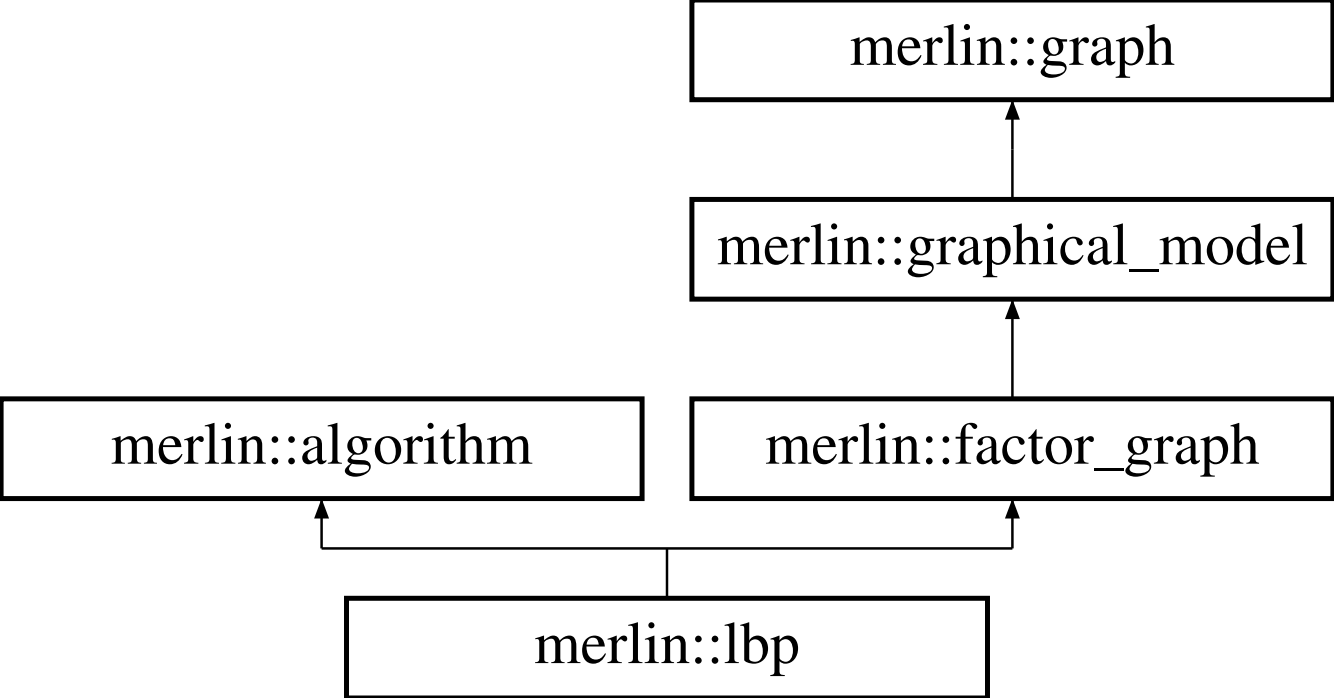 merlin::graph
merlin::graphical_model
merlin::algorithm
merlin::factor_graph
merlin::lbp